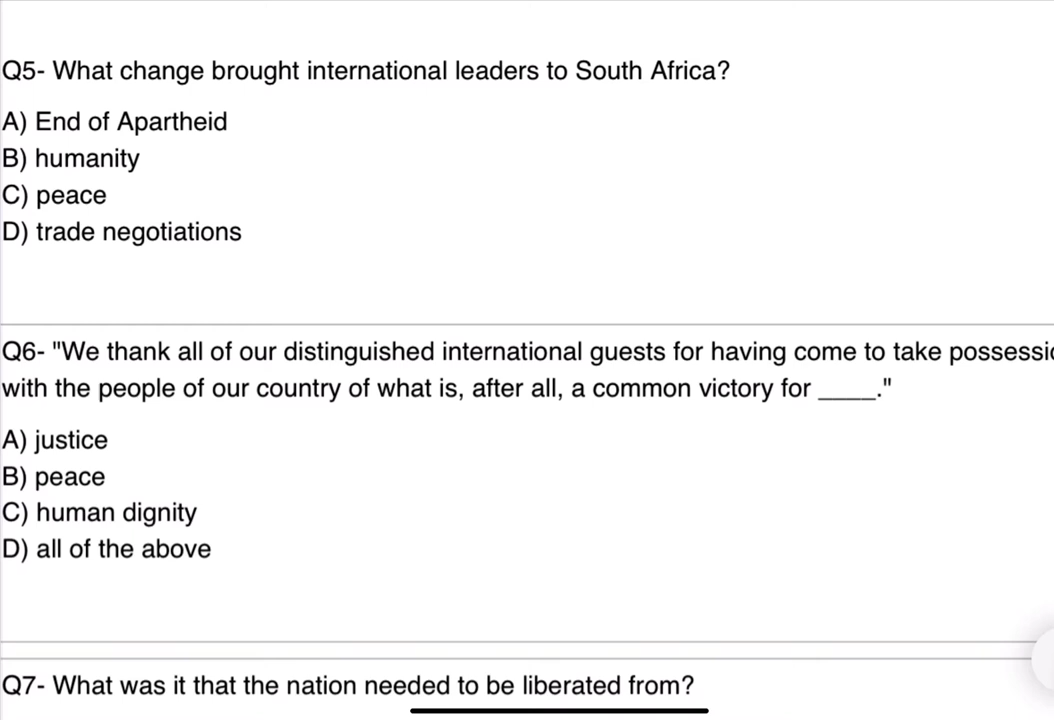 Q5- What change brought international leaders to South Africa?
A) End of Apartheid
B) humanity
C) peace
D) trade negotiations
Q6- "We thank all of our distinguished international guests for having come to take
with the people of our country of what is, after all, a common victory for _____."
A) justice
B) peace
C) human dignity
D) all of the above
Q7- What was it that the nation needed to be liberated from?